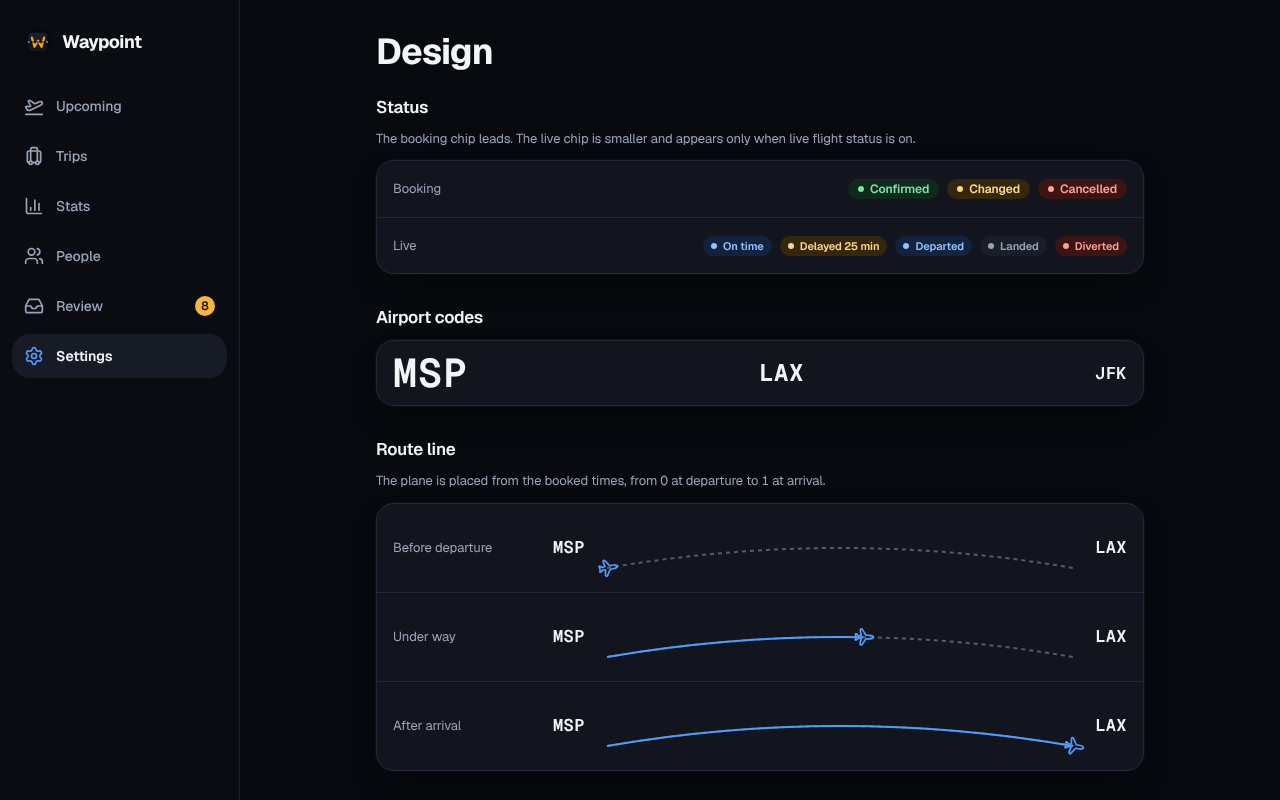 Waypoint
Upcoming
Trips
Stats
People
Review 8
Settings
Design
Status
The booking chip leads. The live chip is smaller and appears only when live flight status is on.
Booking Confirmed Changed Cancelled
Live On time Delayed 25 min Departed Landed Diverted
Airport codes
MSP LAX JFK
Route line
The plane is placed from the booked times, from 0 at departure to 1 at arrival.
Before departure MSP LAX
Under way MSP LAX
After arrival MSP LAX